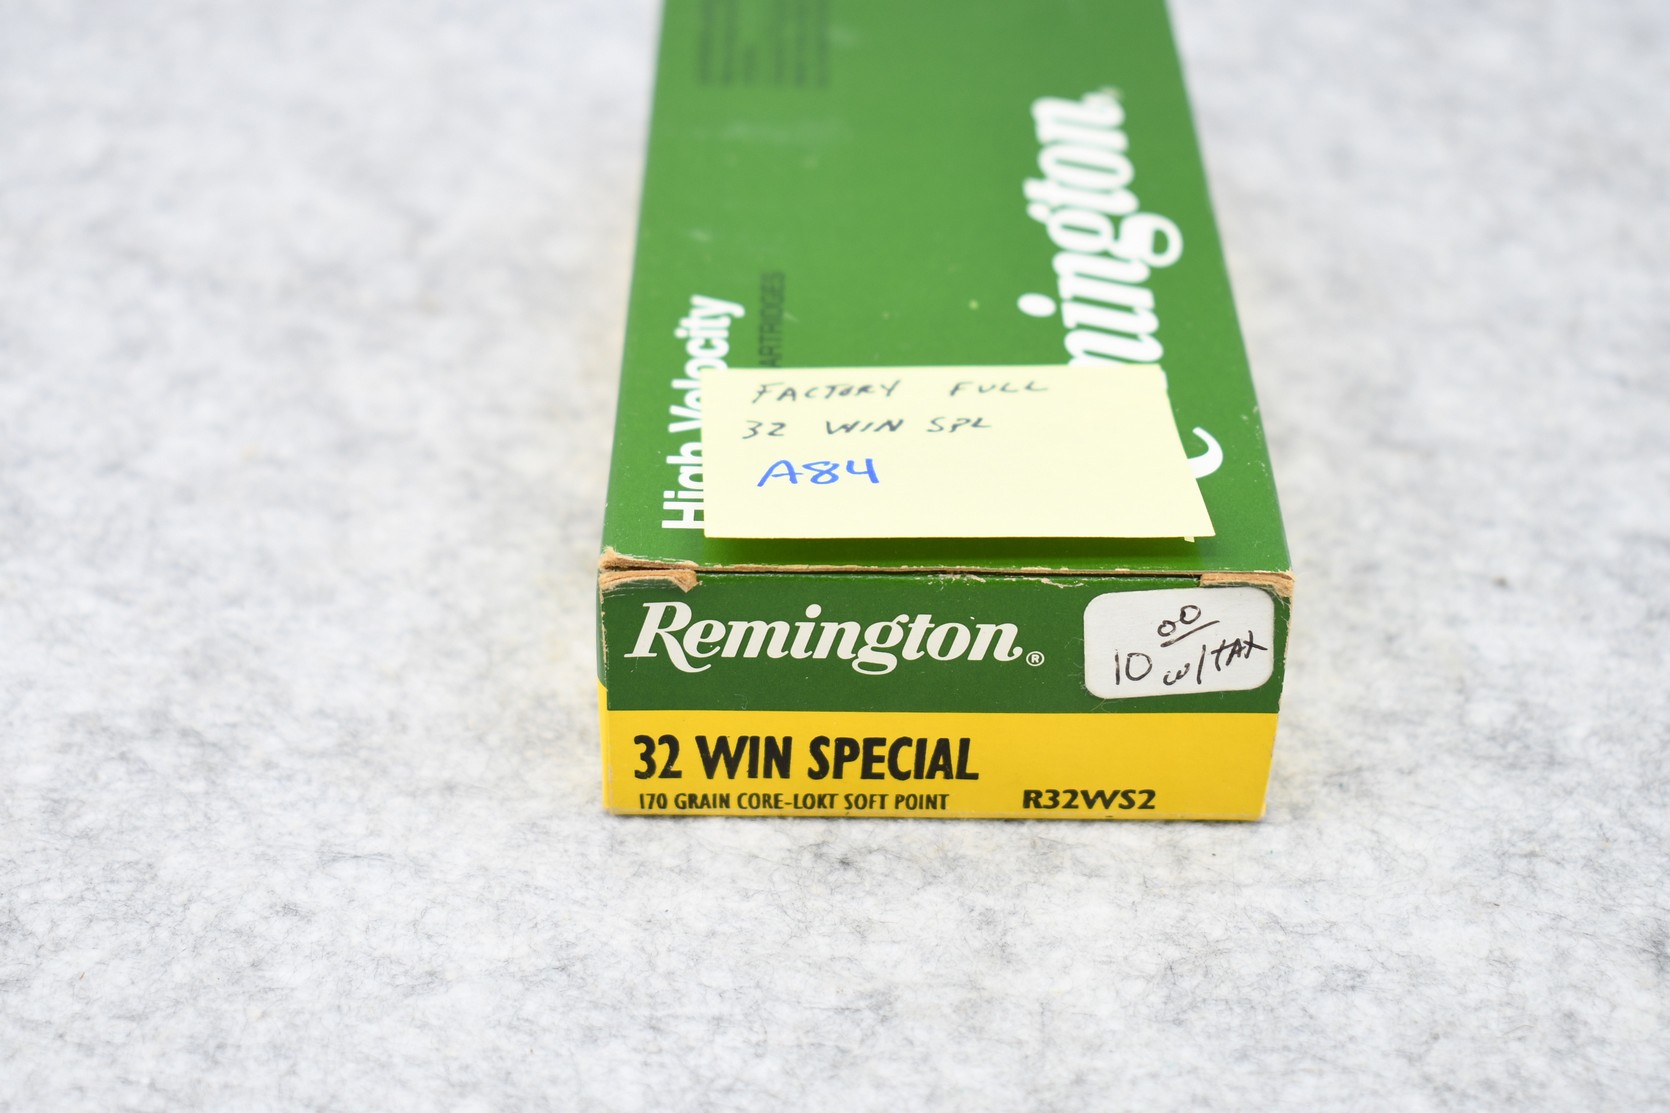 Remington
High Velocity
ARTRIDGES
FACTORY FULL
32 WIN SPL
A84
Remington®
10 00 w/TAX
32 WIN SPECIAL
170 GRAIN CORE-LOKT SOFT POINT R32WS2